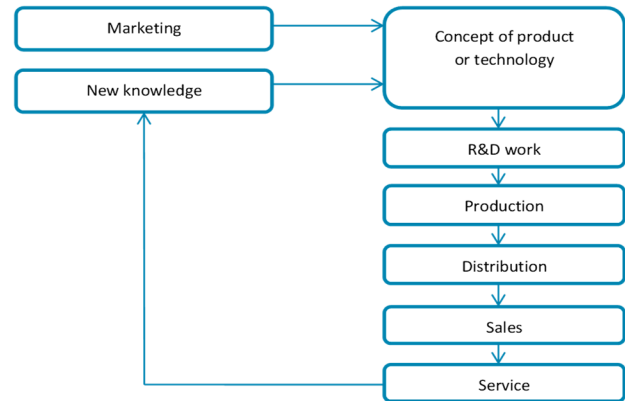 Marketing
New knowledge
Concept of product
or technology
R&D work
Production
Distribution
Sales
Service